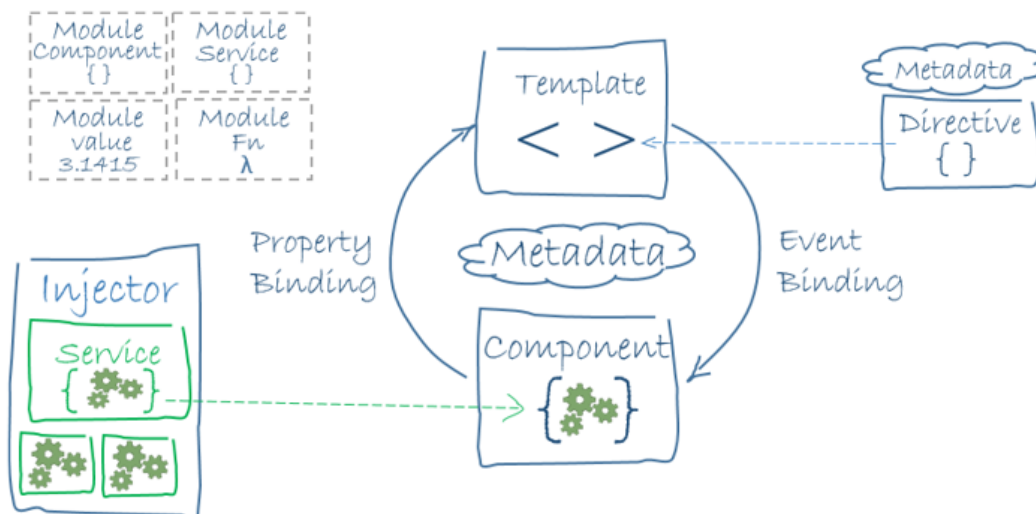 Module
Component
{ }
Module
Service
{ }
Module
value
3.1415
Module
Fn
λ
Template
< >
Metadata
Directive
{ }
Property
Binding
Metadata
Event
Binding
Injector
Service
{ }
Component
{ }